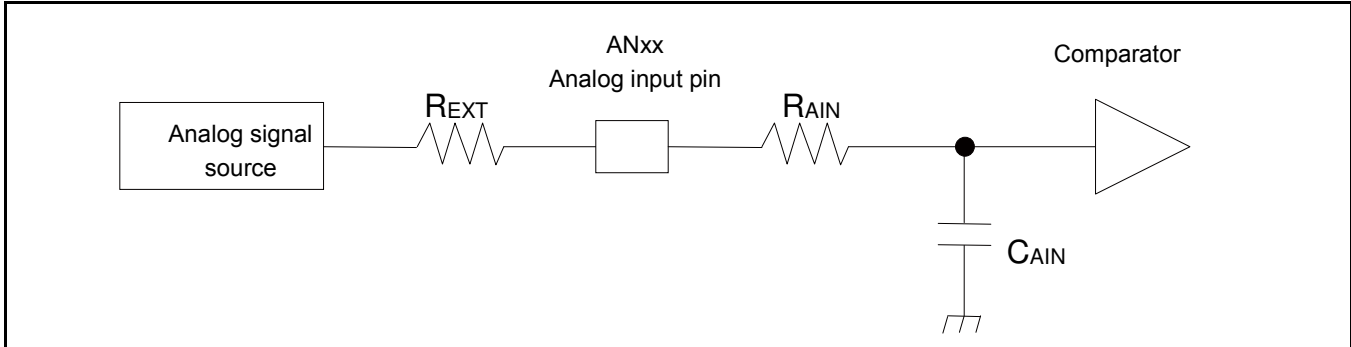 ANxx
Analog input pin
Comparator
REXT
RAIN
Analog signal
source
CAIN